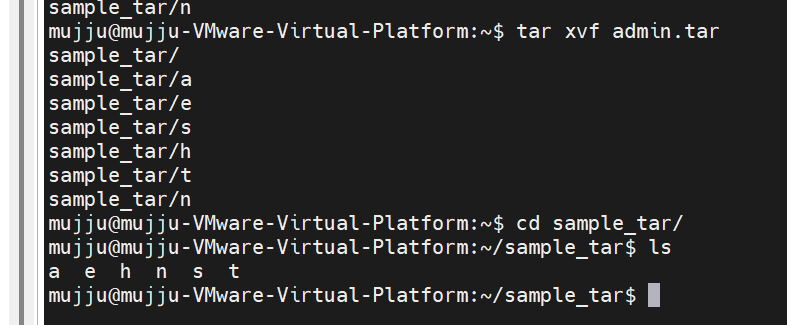 sample_tar/n
mujju@mujju-VMware-Virtual-Platform:~$ tar xvf admin.tar
sample_tar/
sample_tar/a
sample_tar/e
sample_tar/s
sample_tar/h
sample_tar/t
sample_tar/n
mujju@mujju-VMware-Virtual-Platform:~$ cd sample_tar/
mujju@mujju-VMware-Virtual-Platform:~/sample_tar$ ls
a  e  h  n  s  t
mujju@mujju-VMware-Virtual-Platform:~/sample_tar$